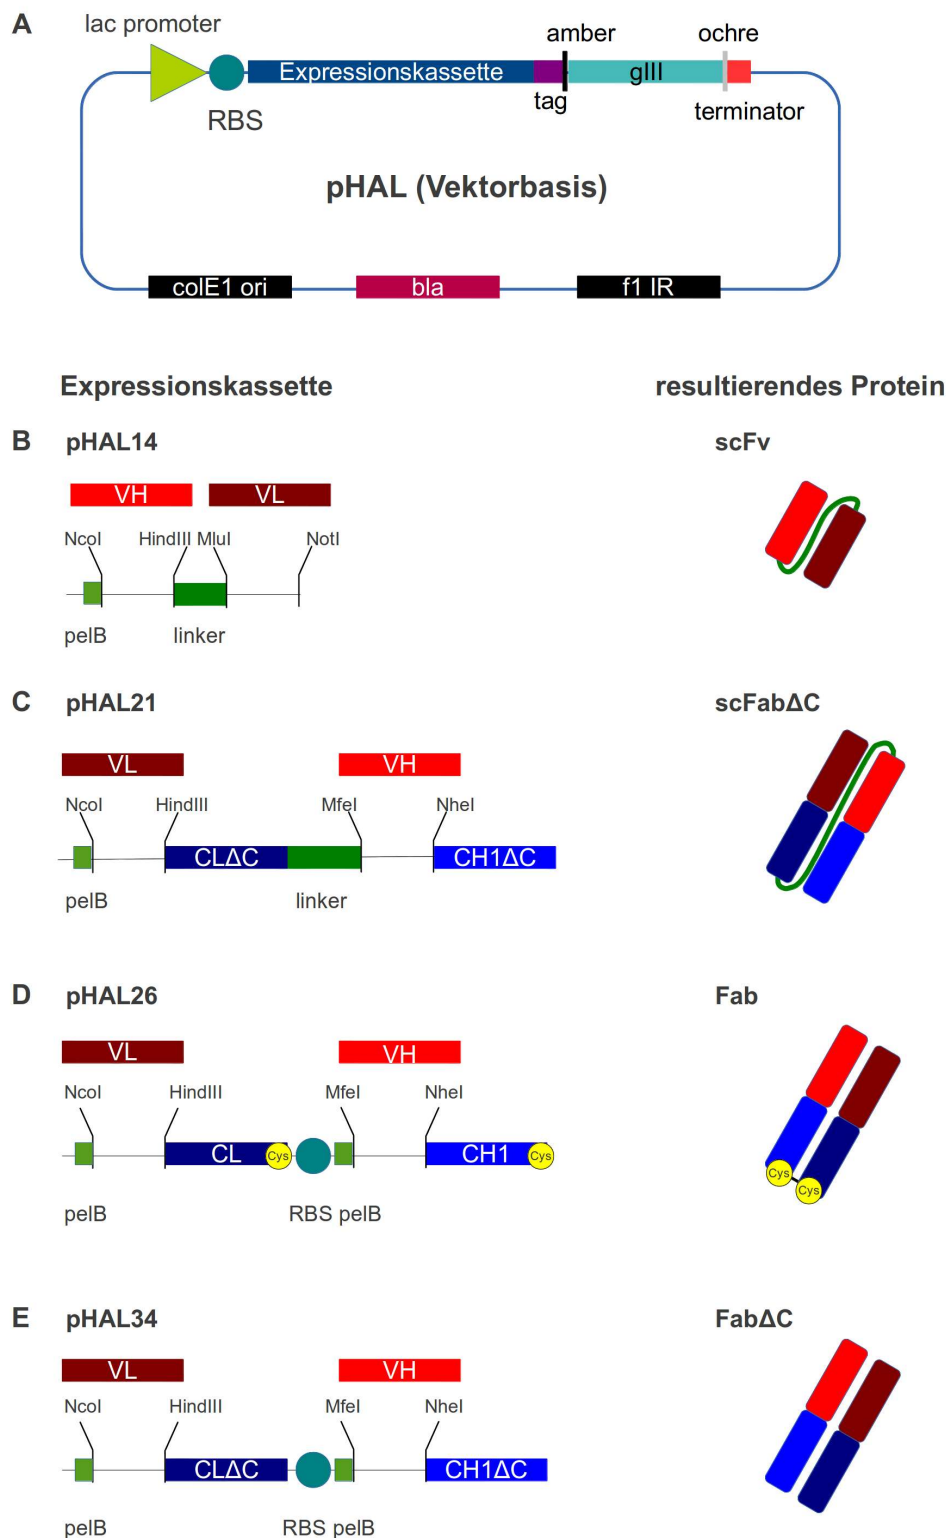 A
lac promoter
amber
ochre
Expressionskassette
gIII
tag
terminator
RBS
pHAL (Vektorbasis)
colE1 ori
bla
f1 IR
Expressionskassette
resultierendes Protein
B pHAL14
scFv
VH
VL
NcoI
HindIII
MluI
NotI
pelB
linker
C pHAL21
scFabΔC
VL
VH
NcoI
HindIII
MfeI
NheI
CLΔC
CH1ΔC
pelB
linker
D pHAL26
Fab
VL
VH
NcoI
HindIII
MfeI
NheI
CL
Cys
CH1
Cys
Cys
Cys
pelB
RBS pelB
E pHAL34
FabΔC
VL
VH
NcoI
HindIII
MfeI
NheI
CLΔC
CH1ΔC
pelB
RBS pelB